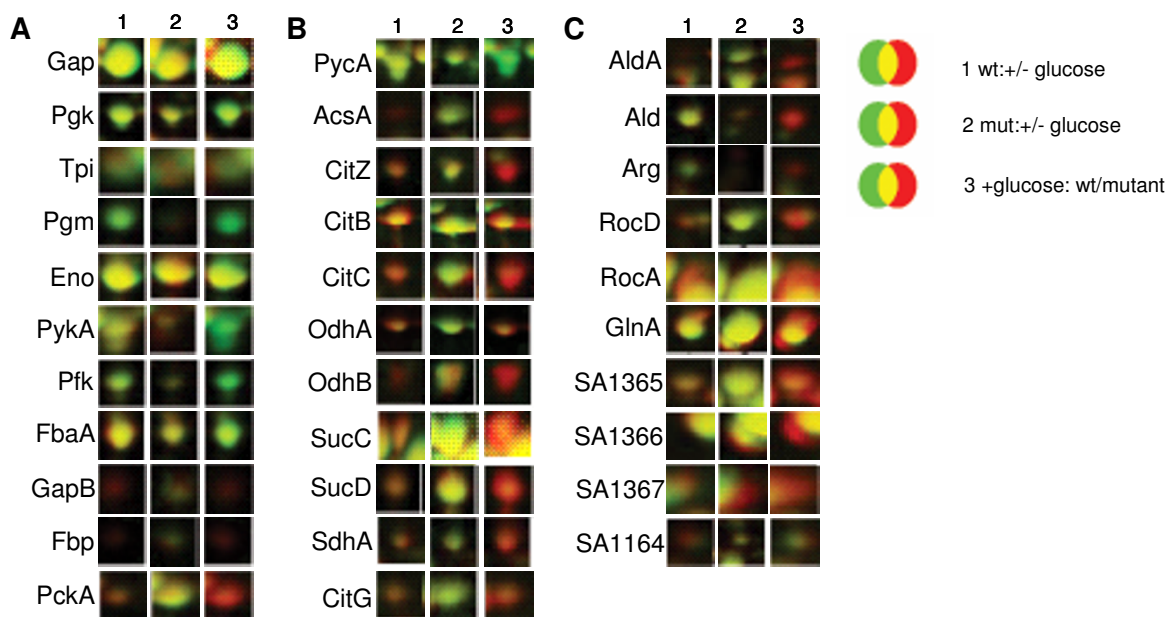 A 1 2 3
Gap
Pgk
Tpi
Pgm
Eno
PykA
Pfk
FbaA
GapB
Fbp
PckA
B 1 2 3
PycA
AcsA
CitZ
CitB
CitC
OdhA
OdhB
SucC
SucD
SdhA
CitG
C 1 2 3
AldA
Ald
Arg
RocD
RocA
GlnA
SA1365
SA1366
SA1367
SA1164
1 wt:+/- glucose
2 mut:+/- glucose
3 +glucose: wt/mutant